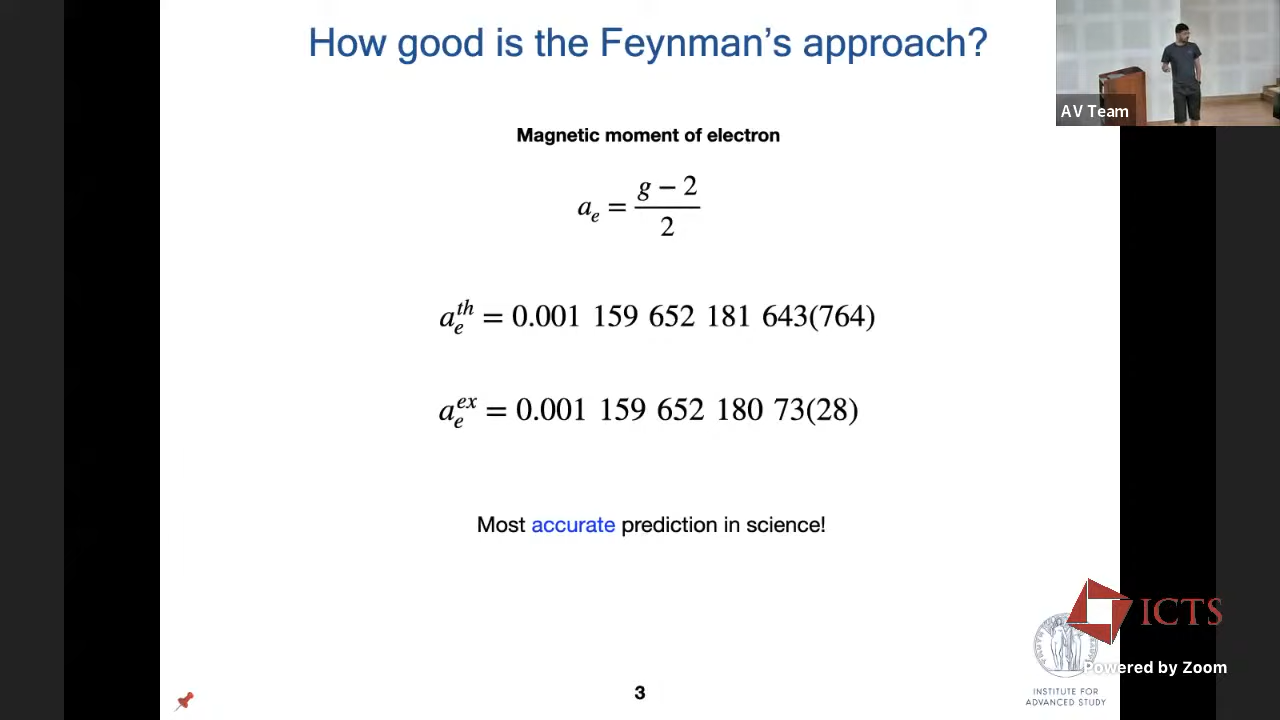 How good is the Feynman's approach?
AV Team
Magnetic moment of electron
a_e = (g − 2)/2
a_e^th = 0.001 159 652 181 643(764)
a_e^ex = 0.001 159 652 180 73(28)
Most accurate prediction in science!
ICTS
Powered by Zoom
INSTITUTE FOR
ADVANCED STUDY
3